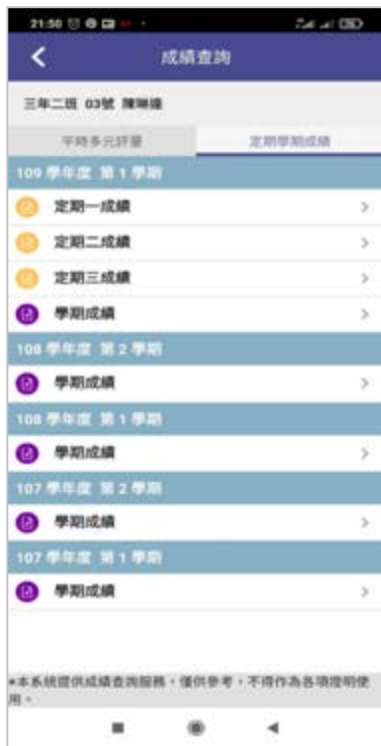 21:50
成績查詢
三年二班 03號 陳
平時多元評量 定期學期成績
109 學年度 第 1 學期
定期一成績
定期二成績
定期三成績
學期成績
108 學年度 第 2 學期
學期成績
108 學年度 第 1 學期
學期成績
107 學年度 第 2 學期
學期成績
107 學年度 第 1 學期
學期成績
*本系統提供成績查詢服務，僅供參考，不得作為各項證明使
用。